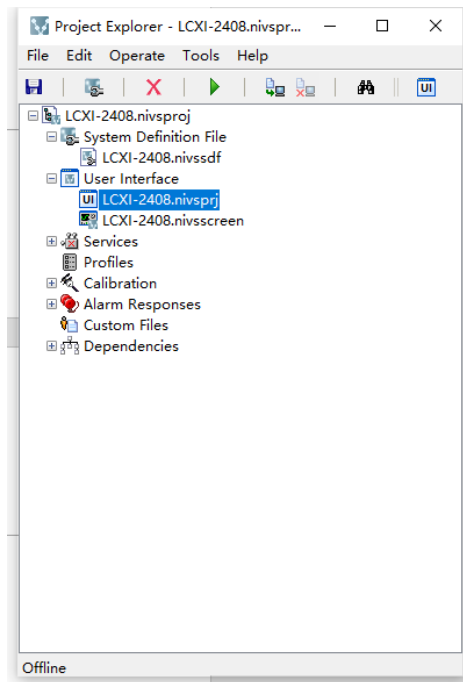 Project Explorer - LCXI-2408.nivspr...
File Edit Operate Tools Help
UI
LCXI-2408.nivsproj
System Definition File
LCXI-2408.nivssdf
User Interface
UI LCXI-2408.nivsprj
LCXI-2408.nivsscreen
Services
Profiles
Calibration
Alarm Responses
Custom Files
Dependencies
Offline